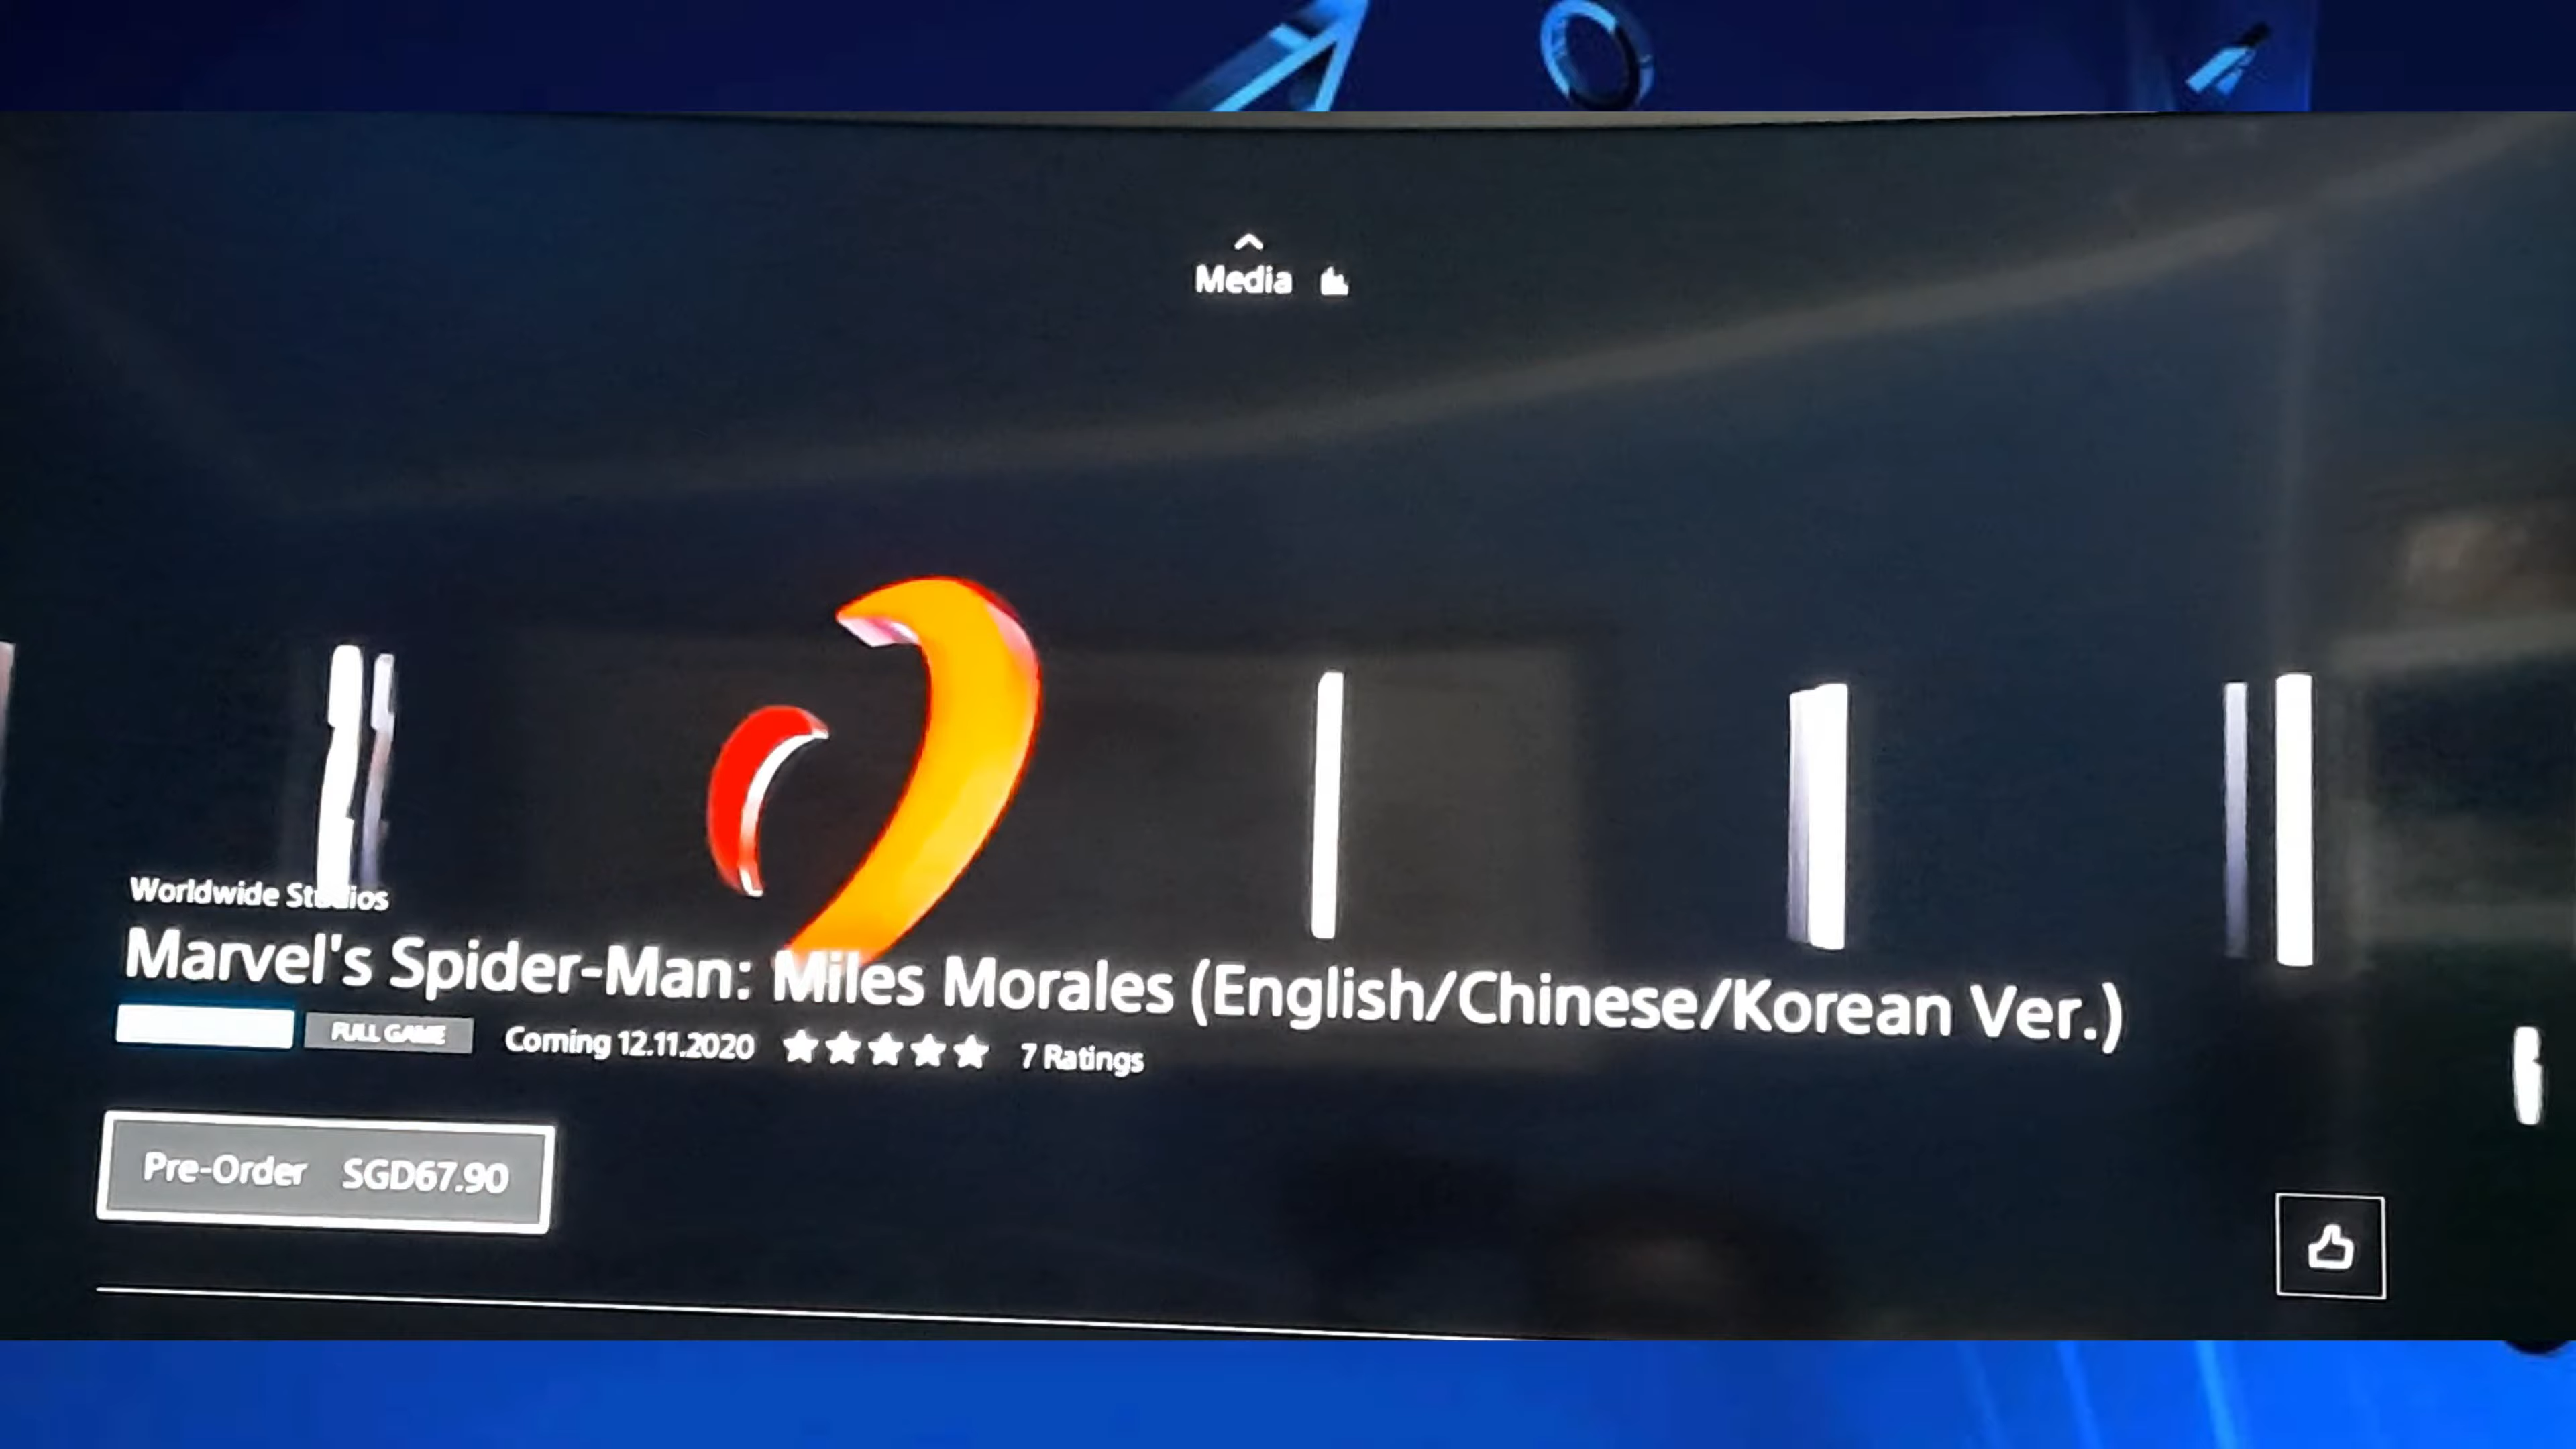 Media
Worldwide Studios
Marvel's Spider-Man: Miles Morales (English/Chinese/Korean Ver.)
FULL GAME Coming 12.11.2020 7 Ratings
Pre-Order SGD67.90